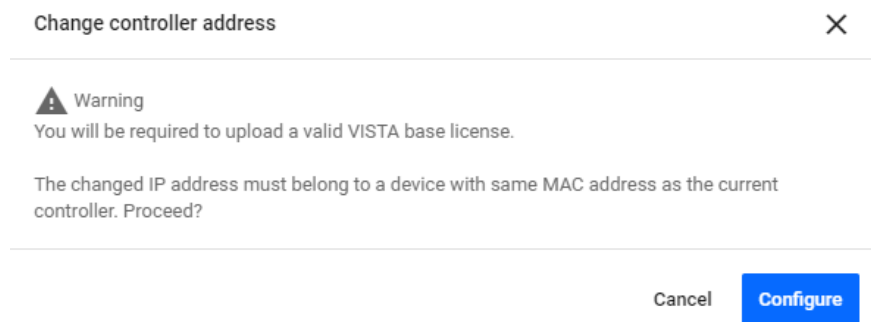 Change controller address
Warning
You will be required to upload a valid VISTA base license.
The changed IP address must belong to a device with same MAC address as the current
controller. Proceed?
Cancel
Configure